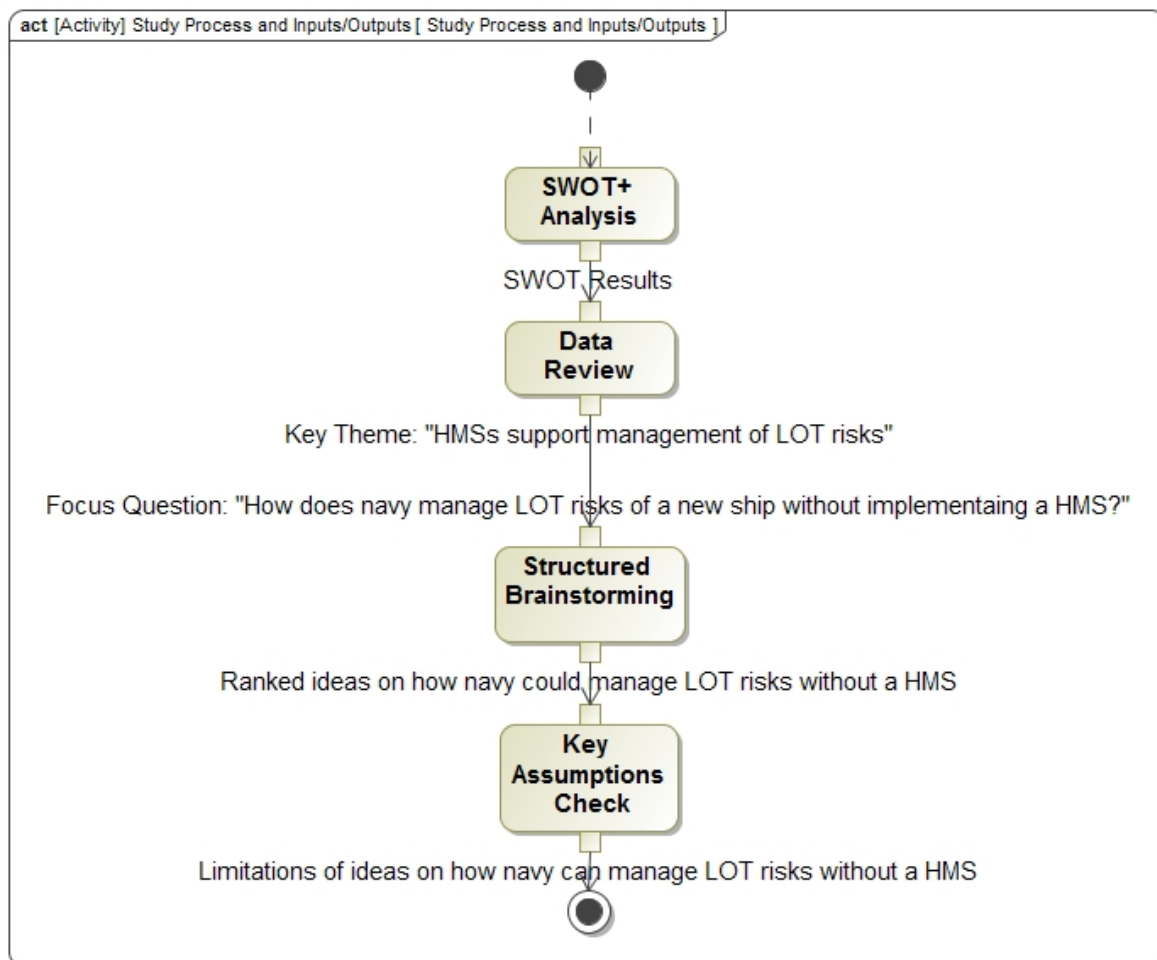 act [Activity] Study Process and Inputs/Outputs [ Study Process and Inputs/Outputs ]
SWOT+
Analysis
SWOT Results
Data
Review
Key Theme: "HMSs support management of LOT risks"
Focus Question: "How does navy manage LOT risks of a new ship without implementaing a HMS?"
Structured
Brainstorming
Ranked ideas on how navy could manage LOT risks without a HMS
Key
Assumptions
Check
Limitations of ideas on how navy can manage LOT risks without a HMS